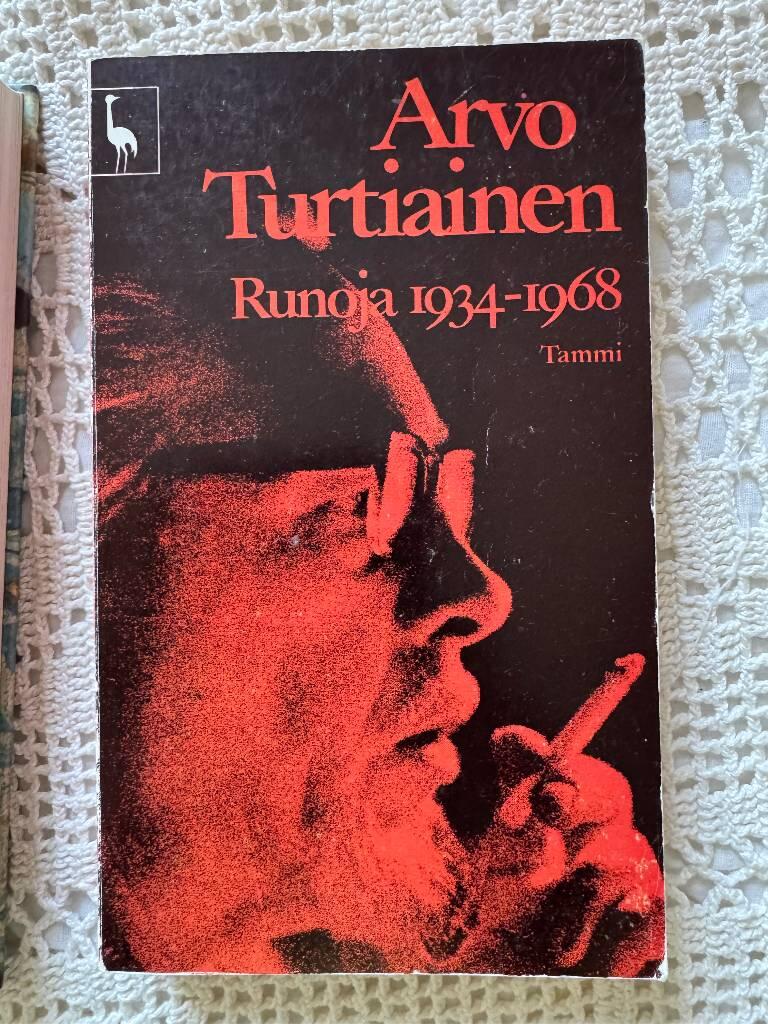 Arvo
Turtiainen
Runoja 1934-1968
Tammi